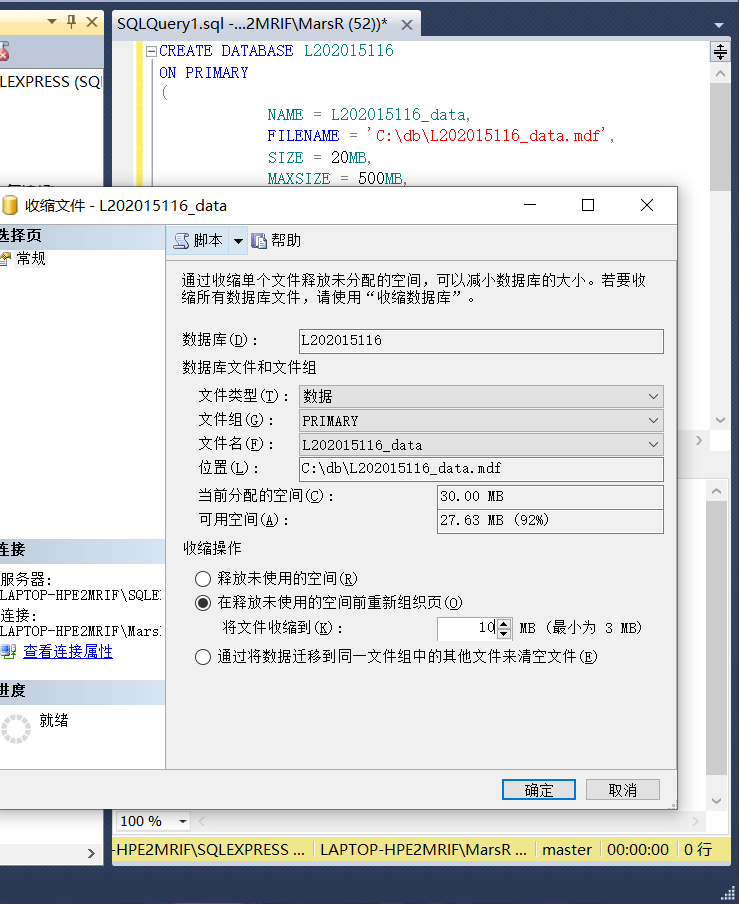 SQLQuery1.sql -...2MRIF\MarsR (52))*
LEXPRESS (SQ
CREATE DATABASE L202015116
ON PRIMARY
(
NAME = L202015116_data,
FILENAME = 'C:\db\L202015116_data.mdf',
SIZE = 20MB,
MAXSIZE = 500MB,
收缩文件 - L202015116_data
选择页
常规
脚本
帮助
通过收缩单个文件释放未分配的空间，可以减小数据库的大小。若要收
缩所有数据库文件，请使用“收缩数据库”。
数据库(D)： L202015116
数据库文件和文件组
文件类型(T)： 数据
文件组(G)： PRIMARY
文件名(F)： L202015116_data
位置(L)： C:\db\L202015116_data.mdf
当前分配的空间(C)： 30.00 MB
可用空间(A)： 27.63 MB (92%)
收缩操作
释放未使用的空间(R)
在释放未使用的空间前重新组织页(O)
将文件收缩到(K)： 10 MB (最小为 3 MB)
通过将数据迁移到同一文件组中的其他文件来清空文件(E)
连接
服务器:
LAPTOP-HPE2MRIF\SQLE
连接:
LAPTOP-HPE2MRIF\Mars
查看连接属性
进度
就绪
确定
取消
100 %
-HPE2MRIF\SQLEXPRESS ... LAPTOP-HPE2MRIF\MarsR ... master 00:00:00 0 行